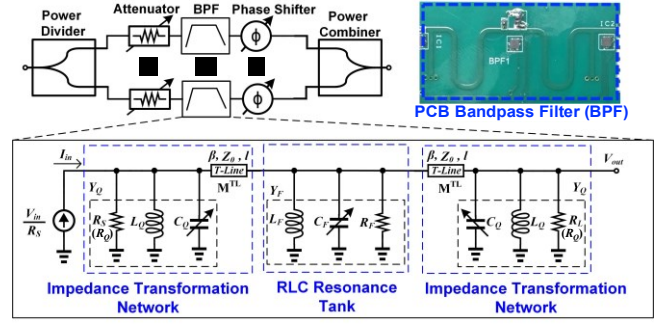 Power
Divider
Attenuator
BPF
Phase Shifter
Power
Combiner
ϕ
ϕ
IC1
BPF1
IC2
PCB Bandpass Filter (BPF)
I_in
β, Z_0, l
T-Line
M^TL
β, Z_0, l
T-Line
M^TL
V_out
V_in
R_S
Y_Q
R_S
(R_Q)
L_Q
C_Q
Y_F
L_F
C_F
R_F
Y_Q
C_Q
L_Q
R_L
(R_Q)
Impedance Transformation
Network
RLC Resonance
Tank
Impedance Transformation
Network